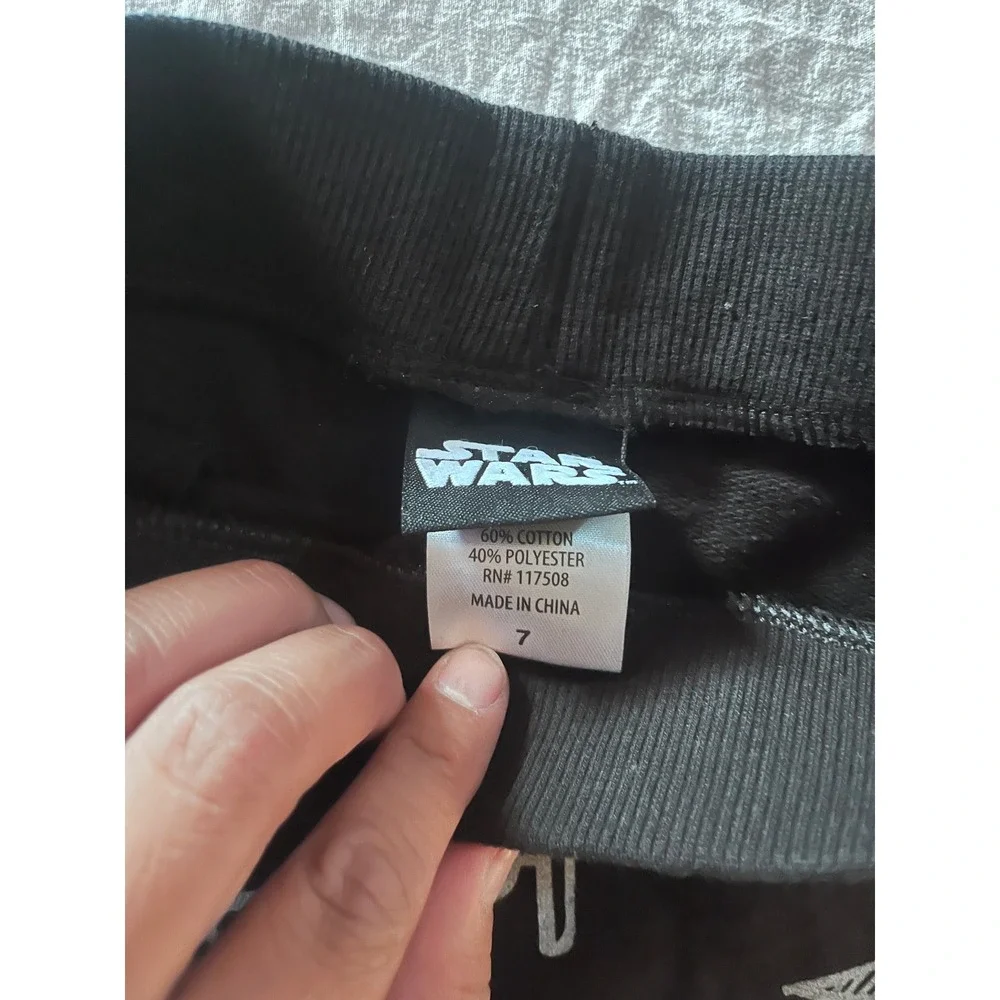 STAR
WARS
60% COTTON
40% POLYESTER
RN# 117508
MADE IN CHINA
7